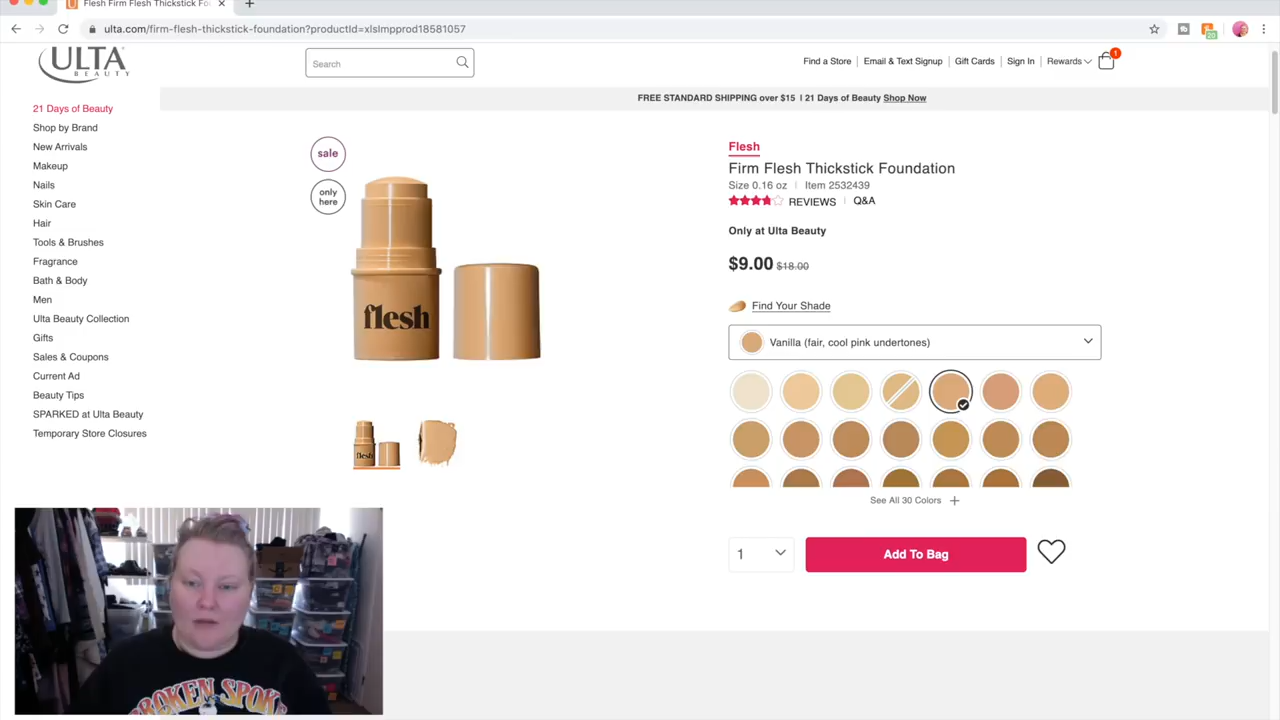 Flesh Firm Flesh Thickstick Fou
ulta.com/firm-flesh-thickstick-foundation?productId=xlsImpprod18581057
20
ULTA
BEAUTY
Search
Find a Store
Email & Text Signup
Gift Cards
Sign In
Rewards
1
FREE STANDARD SHIPPING over $15 | 21 Days of Beauty Shop Now
21 Days of Beauty
Shop by Brand
New Arrivals
Makeup
Nails
Skin Care
Hair
Tools & Brushes
Fragrance
Bath & Body
Men
Ulta Beauty Collection
Gifts
Sales & Coupons
Current Ad
Beauty Tips
SPARKED at Ulta Beauty
Temporary Store Closures
sale
only
here
flesh
flesh
Flesh
Firm Flesh Thickstick Foundation
Size 0.16 oz | Item 2532439
REVIEWS | Q&A
Only at Ulta Beauty
$9.00 $18.00
Find Your Shade
Vanilla (fair, cool pink undertones)
See All 30 Colors +
1
Add To Bag
BROKEN SPOKE